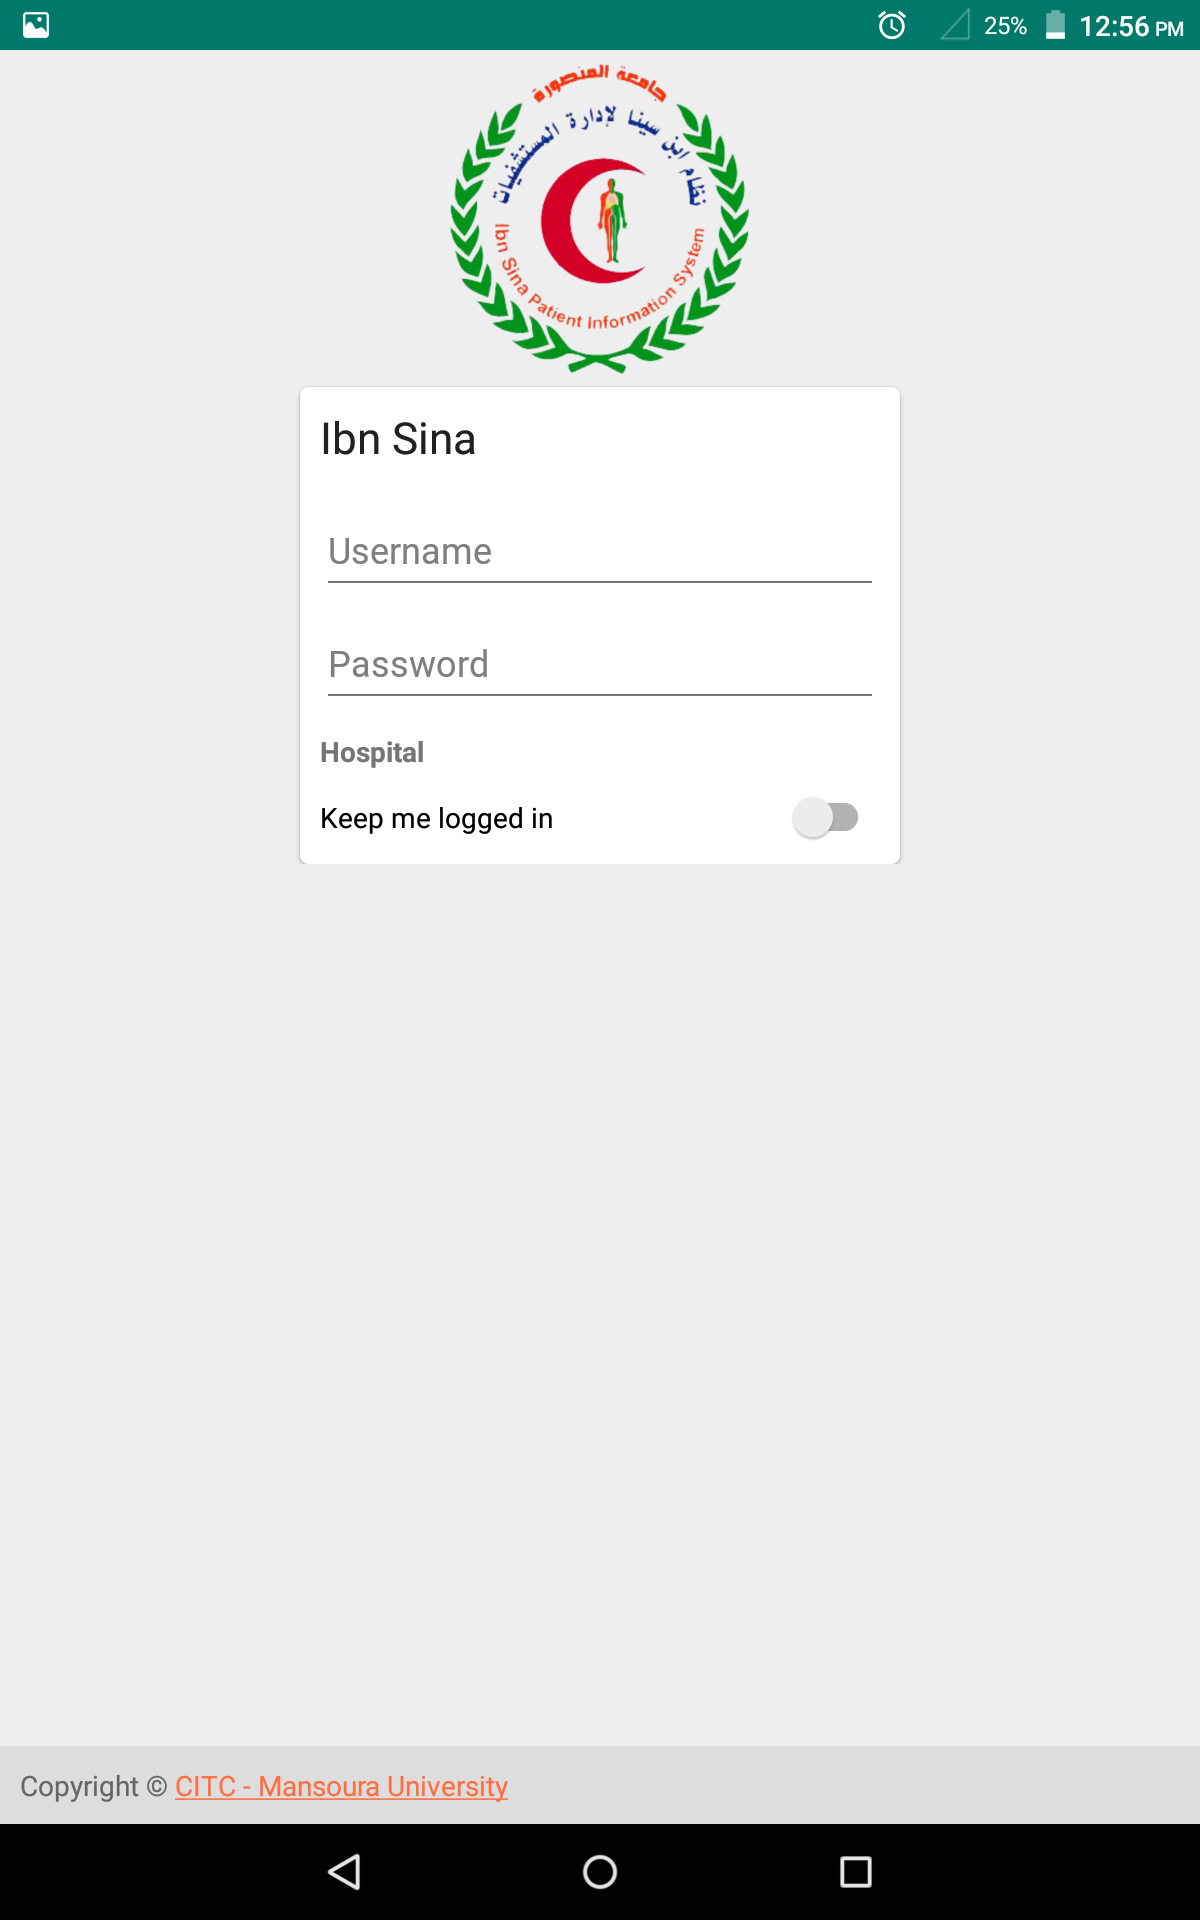 25%
12:56 PM
جامعة المنصورة
نظام ابن سينا لإدارة المستشفيات
Ibn Sina Patient Information System
Ibn Sina
Username
Password
Hospital
Keep me logged in
Copyright © CITC - Mansoura University